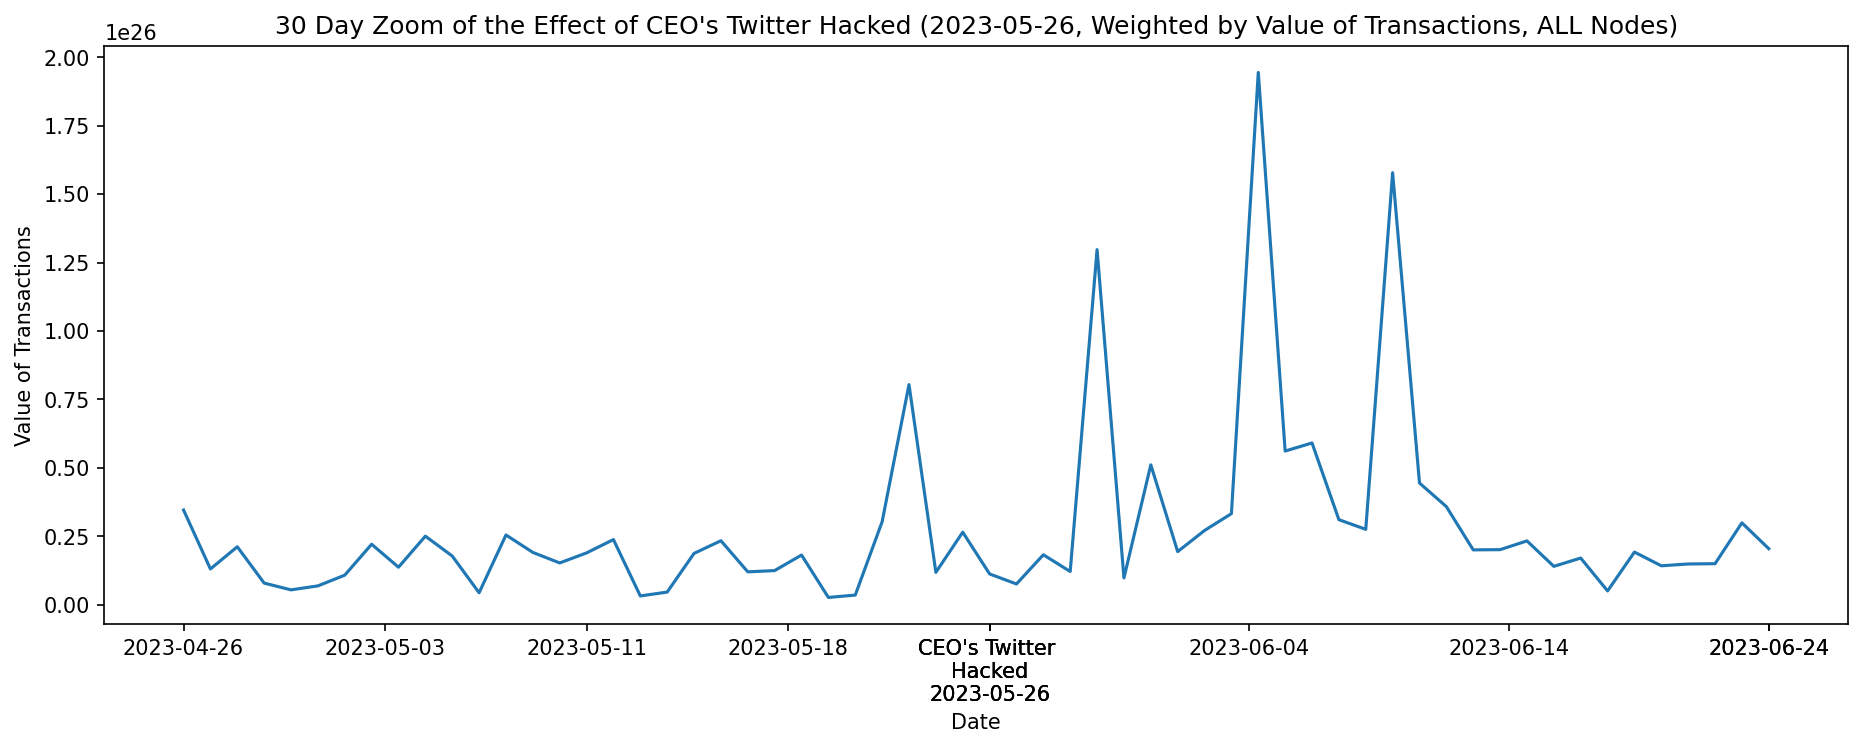 30 Day Zoom of the Effect of CEO's Twitter Hacked (2023-05-26, Weighted by Value of Transactions, ALL Nodes)
1e26
2.00
1.75
1.50
1.25
1.00
0.75
0.50
0.25
0.00
Value of Transactions
2023-04-26 2023-05-03 2023-05-11 2023-05-18 CEO's Twitter 2023-06-04 2023-06-14 2023-06-24
Hacked
2023-05-26
Date